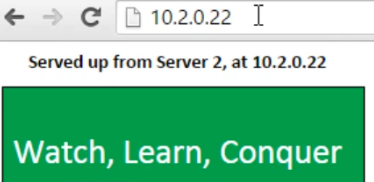 10.2.0.22
Served up from Server 2, at 10.2.0.22
Watch, Learn, Conquer